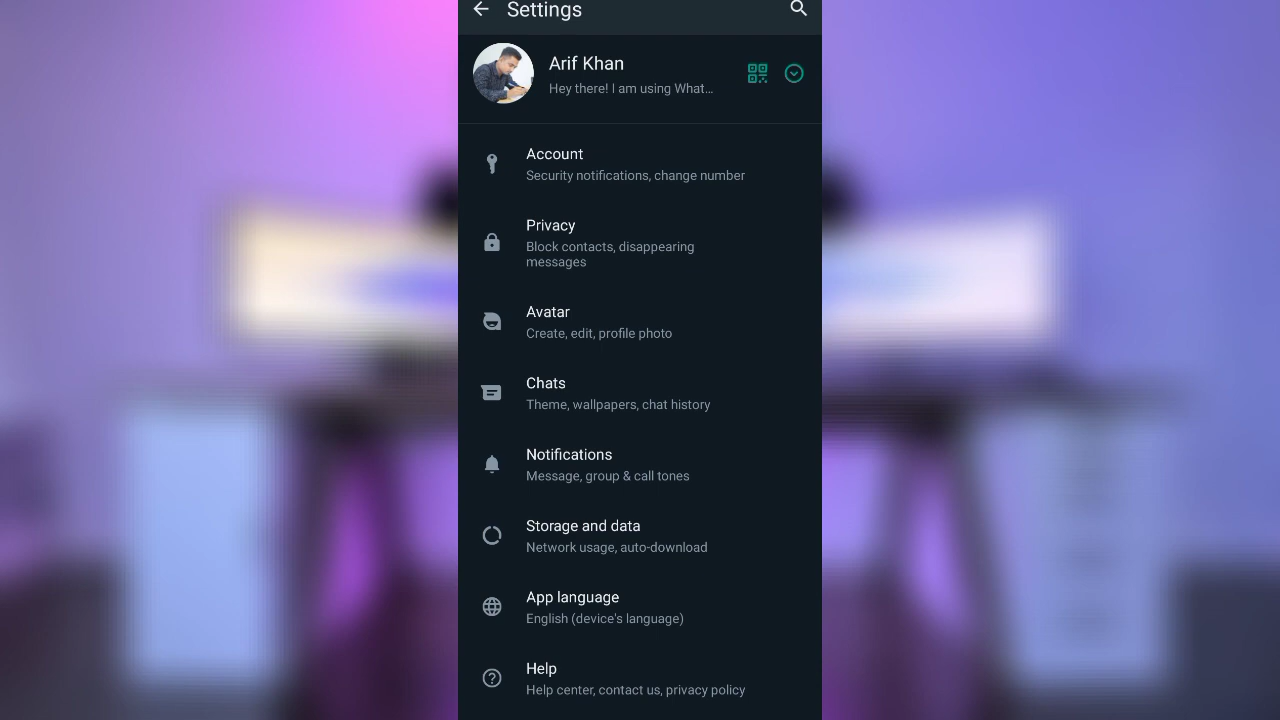 Settings
Arif Khan
Hey there! I am using What...
Account
Security notifications, change number
Privacy
Block contacts, disappearing
messages
Avatar
Create, edit, profile photo
Chats
Theme, wallpapers, chat history
Notifications
Message, group & call tones
Storage and data
Network usage, auto-download
App language
English (device's language)
Help
Help center, contact us, privacy policy